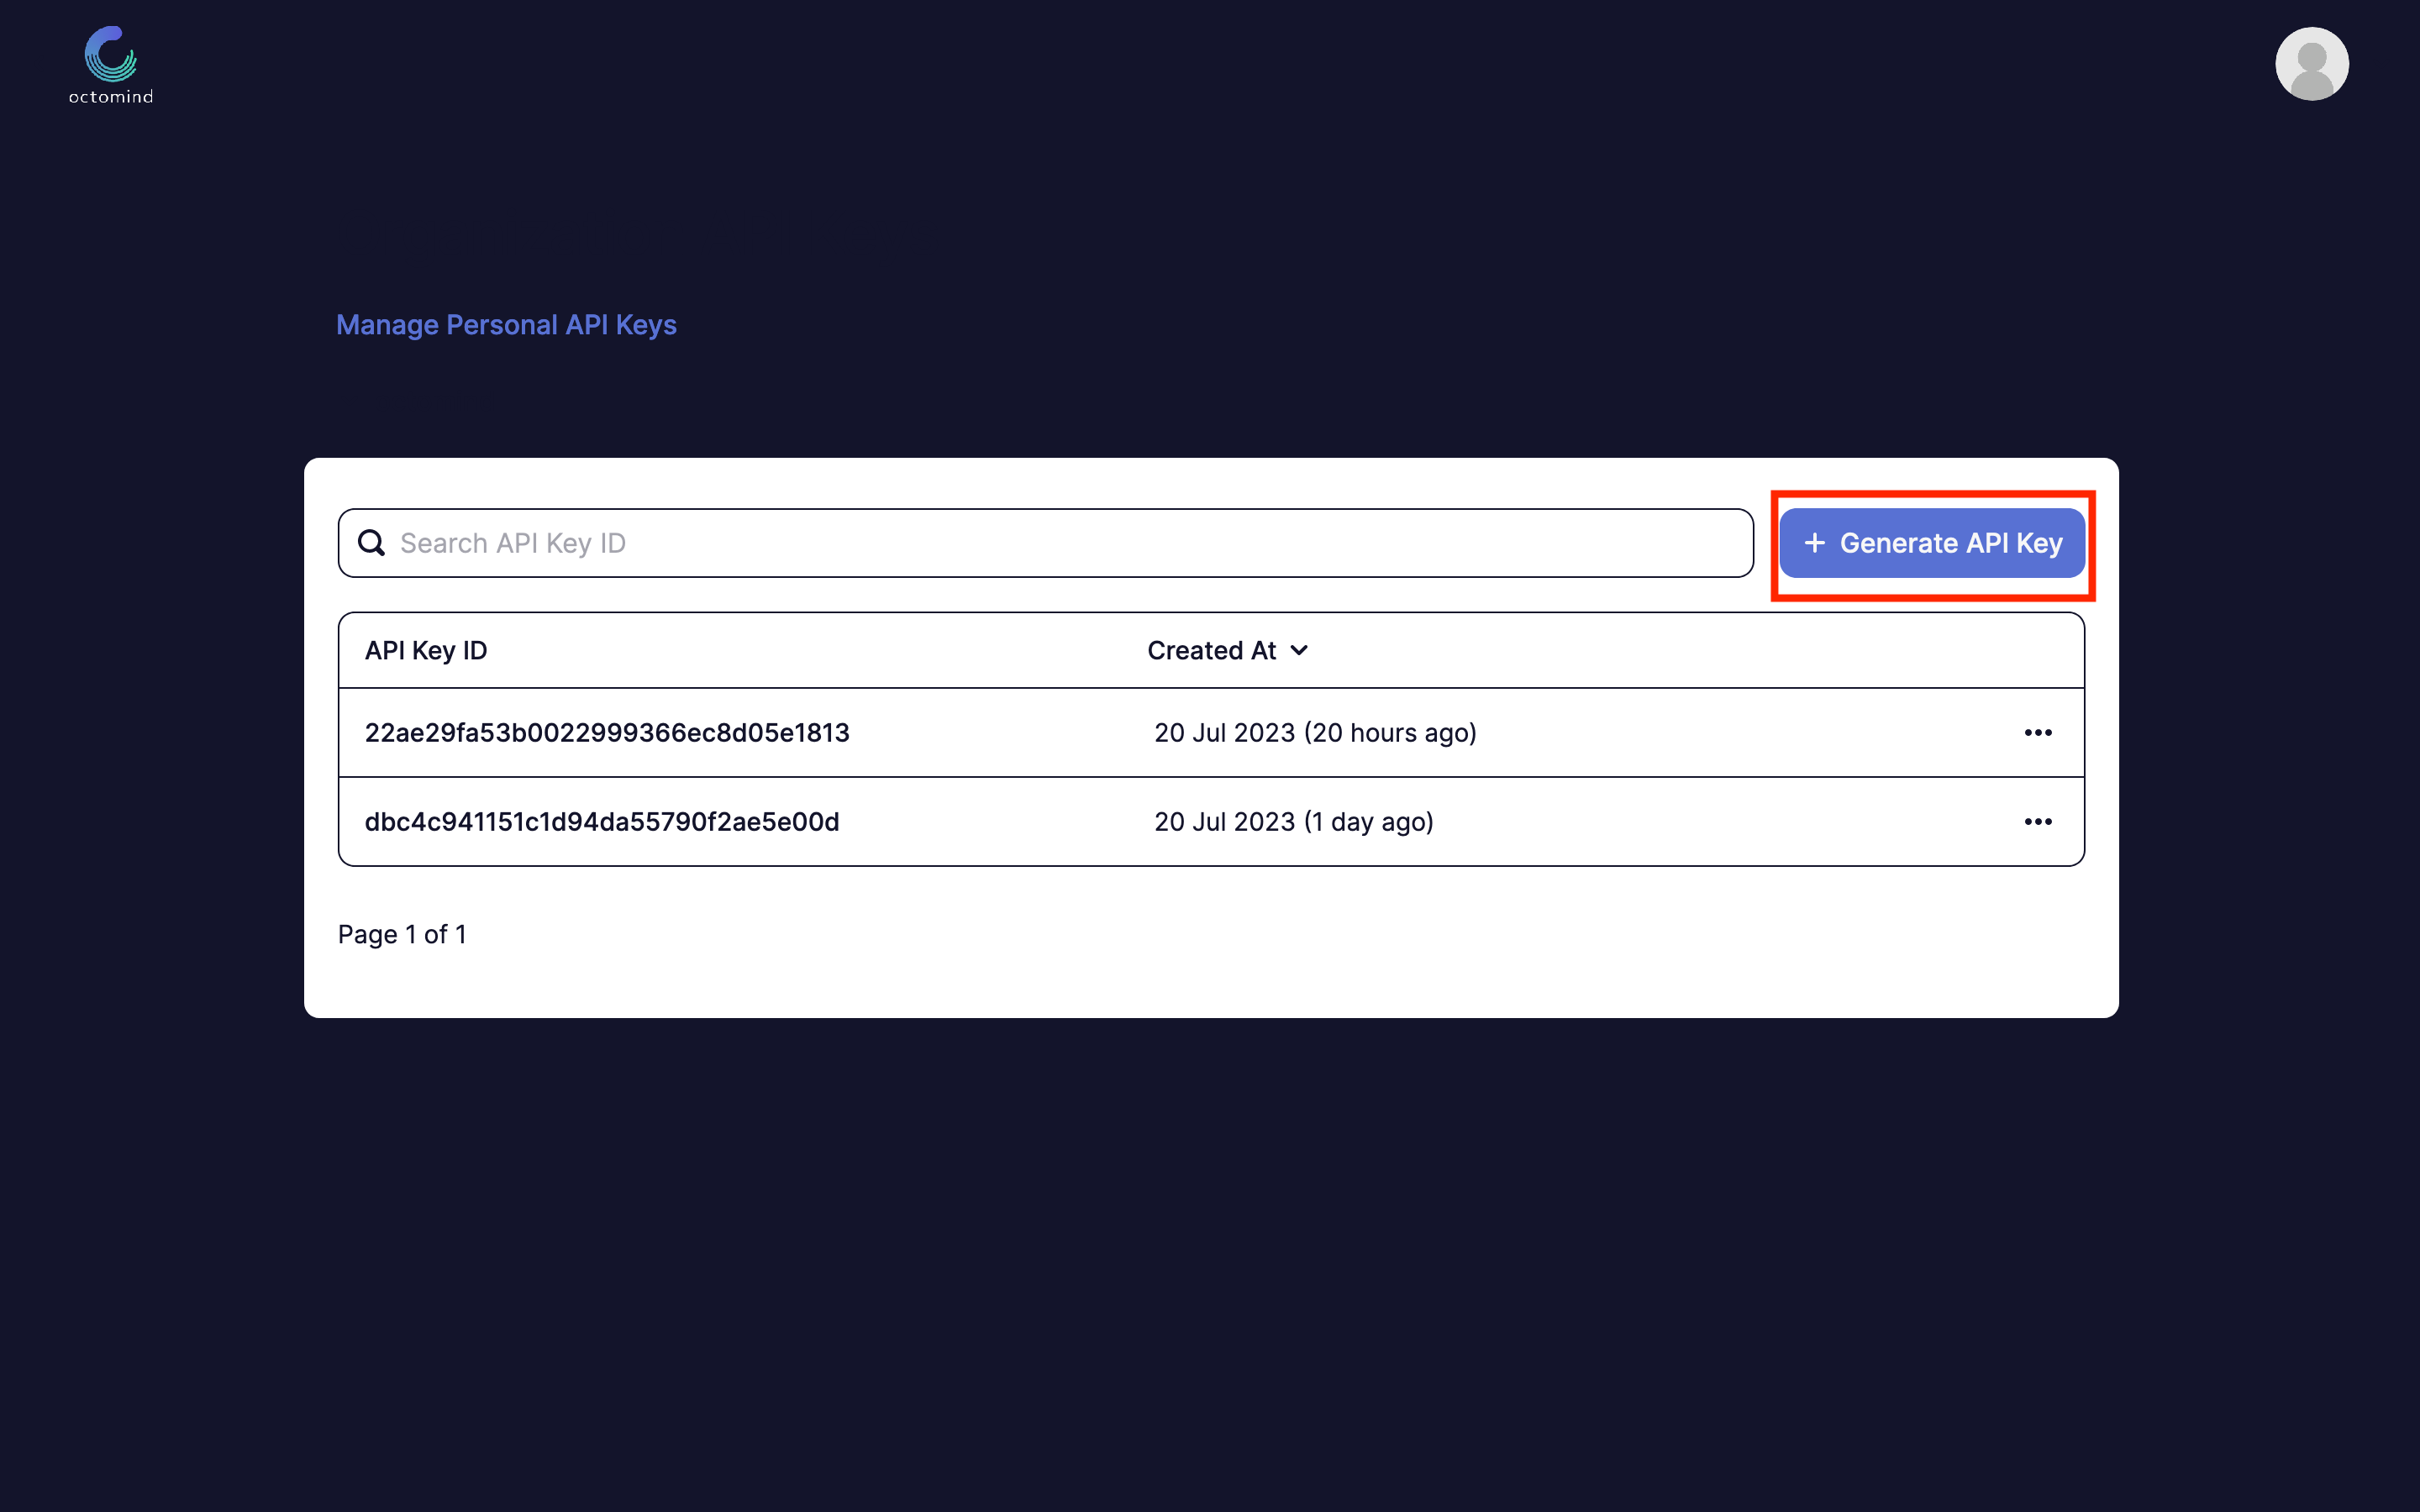 octomind
Manage Personal API Keys
Search API Key ID
+ Generate API Key
API Key ID Created At
22ae29fa53b0022999366ec8d05e1813 20 Jul 2023 (20 hours ago)
dbc4c941151c1d94da55790f2ae5e00d 20 Jul 2023 (1 day ago)
Page 1 of 1